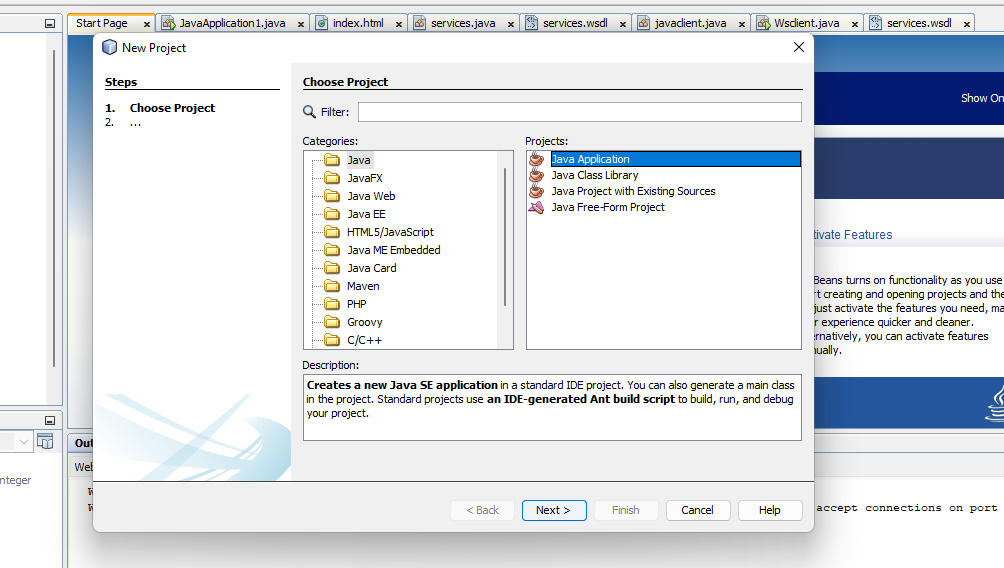 Start Page
JavaApplication1.java
index.html
services.java
services.wsdl
javaclient.java
Wsclient.java
services.wsdl
New Project
Steps
1. Choose Project
2. ...
Choose Project
Filter:
Categories:
Java
JavaFX
Java Web
Java EE
HTML5/JavaScript
Java ME Embedded
Java Card
Maven
PHP
Groovy
C/C++
Projects:
Java Application
Java Class Library
Java Project with Existing Sources
Java Free-Form Project
Description:
Creates a new Java SE application in a standard IDE project. You can also generate a main class
in the project. Standard projects use an IDE-generated Ant build script to build, run, and debug
your project.
< Back
Next >
Finish
Cancel
Help
Show On
tivate Features
Beans turns on functionality as you use
rt creating and opening projects and the
just activate the features you need, ma
r experience quicker and cleaner.
ernatively, you can activate features
nually.
Out
Web
nteger
accept connections on port